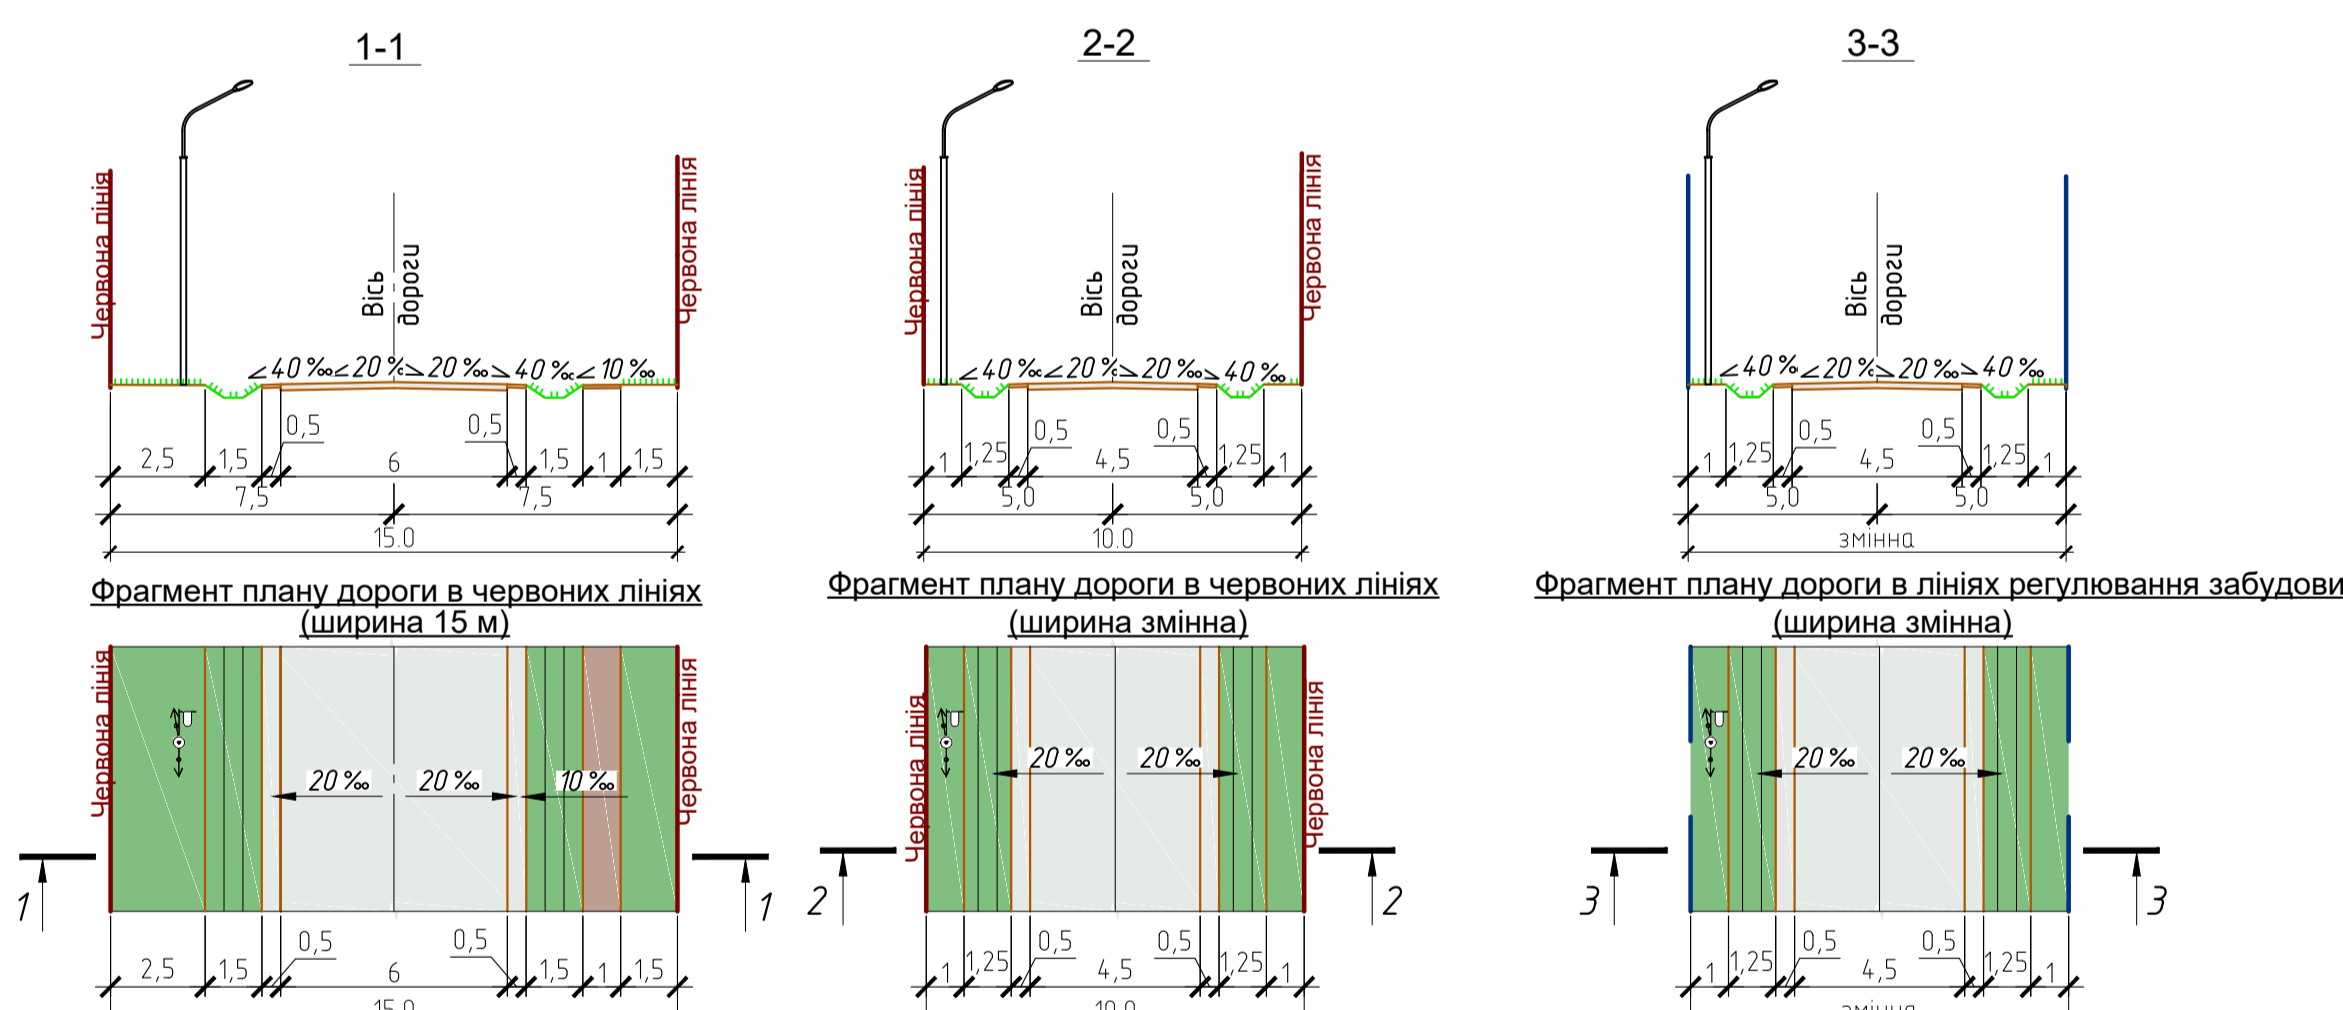 1-1
2-2
3-3
Червона лінія
Червона лінія
Червона лінія
Червона лінія
Вісь
дороги
Вісь
дороги
Вісь
дороги
40 ‰ 20 % 20 ‰ 40 ‰ 10 ‰
40 ‰ 20 % 20 ‰ 40 ‰
40 ‰ 20 % 20 ‰ 40 ‰
0,5 0,5
0,5 0,5
0,5 0,5
2,5 1,5 6 1,5 1 1,5
1 1,25 4,5 1,25 1
1 1,25 4,5 1,25 1
7,5 7,5
5,0 5,0
5,0 5,0
15.0
10.0
змінна
Фрагмент плану дороги в червоних лініях
(ширина 15 м)
Фрагмент плану дороги в червоних лініях
(ширина змінна)
Фрагмент плану дороги в лініях регулювання забудови
(ширина змінна)
Червона лінія
Червона лінія
Червона лінія
Червона лінія
20 ‰ 20 ‰ 10 ‰
20 ‰ 20 ‰
20 ‰ 20 ‰
1 1
2 2
3 3
0,5 0,5
0,5 0,5
0,5 0,5
2,5 1,5 6 1,5 1 1,5
1 1,25 4,5 1,25 1
1 1,25 4,5 1,25 1
15.0
10.0
змінна